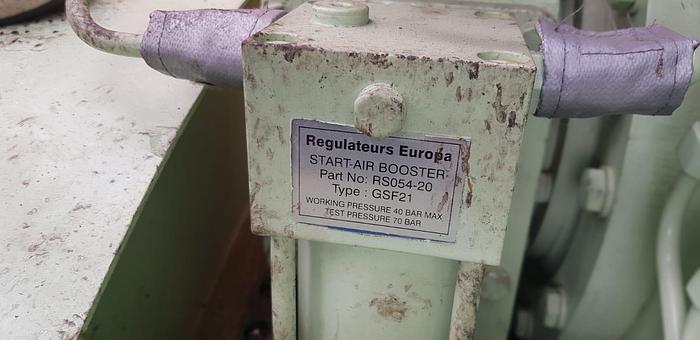 Regulateurs Europa
START-AIR BOOSTER
Part No: RS054-20
Type : GSF21
WORKING PRESSURE 40 BAR MAX
TEST PRESSURE 70 BAR